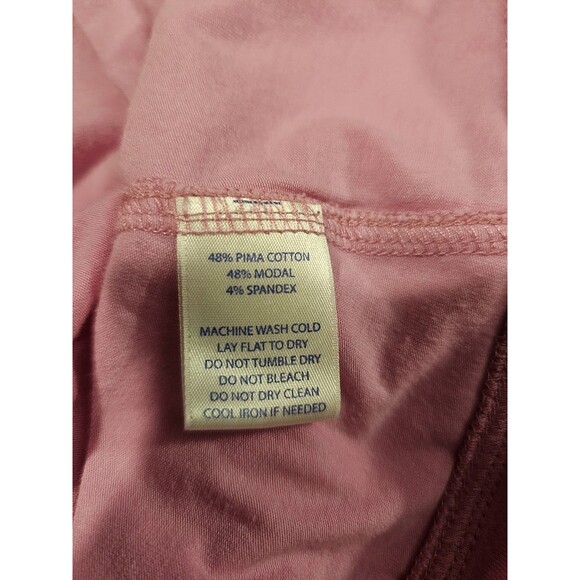 48% PIMA COTTON
48% MODAL
4% SPANDEX
MACHINE WASH COLD
LAY FLAT TO DRY
DO NOT TUMBLE DRY
DO NOT BLEACH
DO NOT DRY CLEAN
COOL IRON IF NEEDED